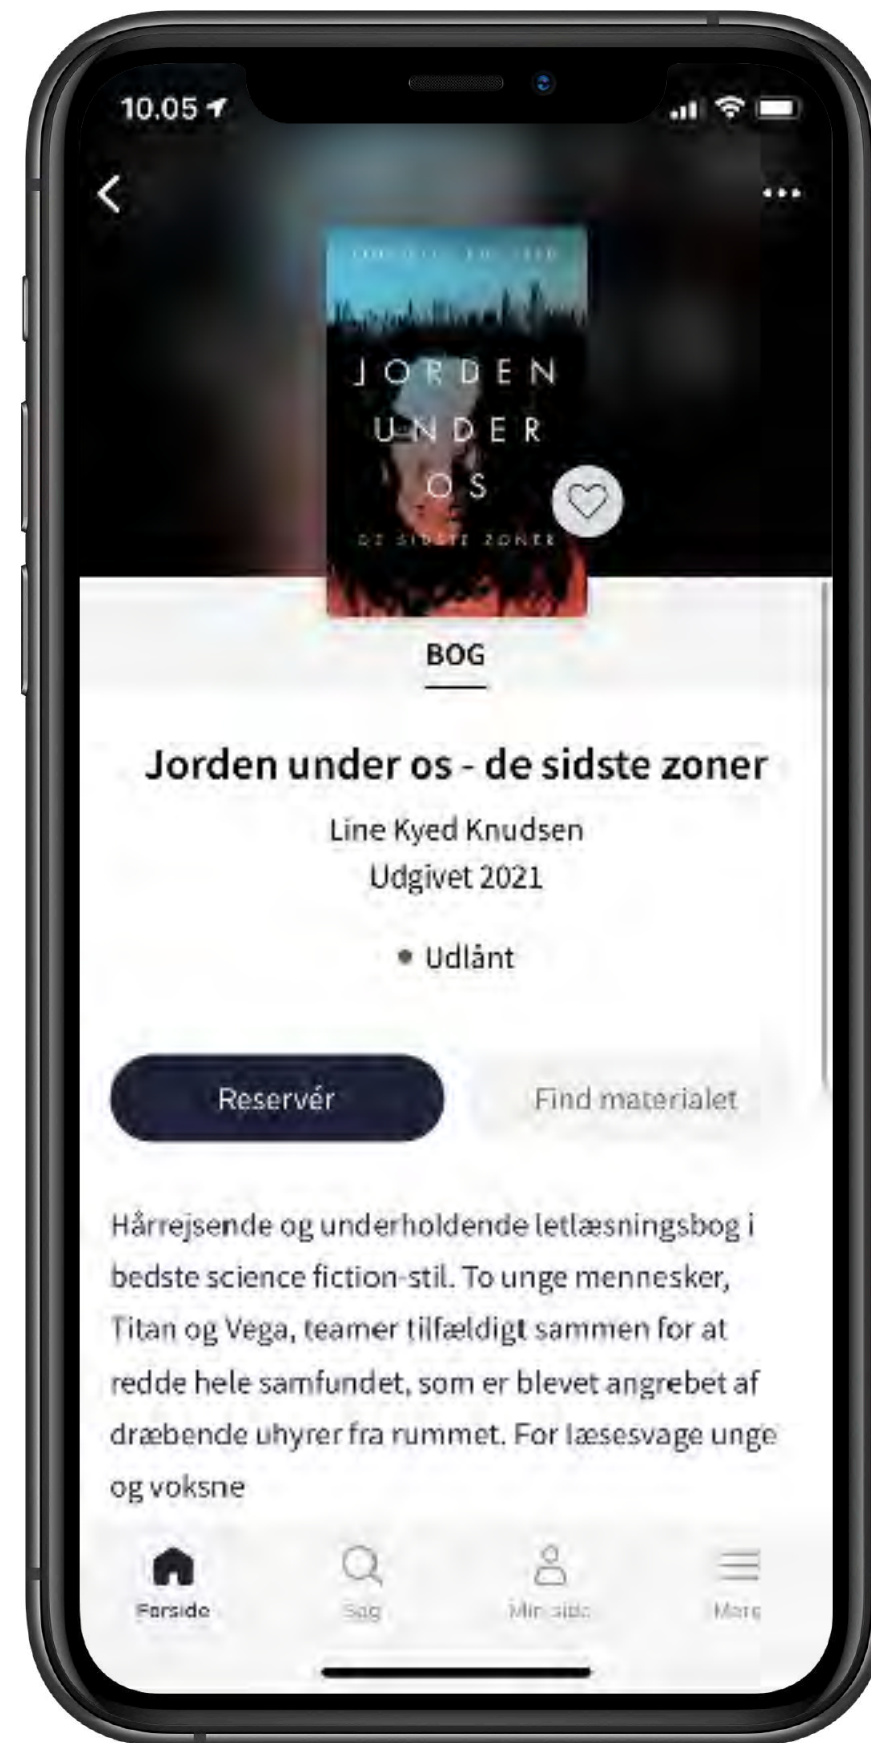 10.05
JORDEN
UNDER
OS
DE SIDSTE ZONER
BOG
Jorden under os - de sidste zoner
Line Kyed Knudsen
Udgivet 2021
• Udlånt
Reservér
Find materialet
Hårrejsende og underholdende letlæsningsbog i
bedste science fiction-stil. To unge mennesker,
Titan og Vega, teamer tilfældigt sammen for at
redde hele samfundet, som er blevet angrebet af
dræbende uhyrer fra rummet. For læsesvage unge
og voksne
Forside
Søg
Min side
Mere